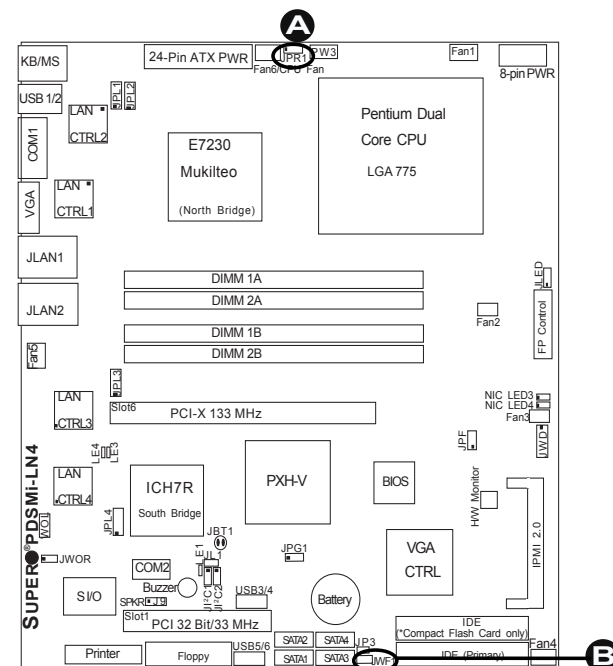 A
KB/MS
24-Pin ATX PWR
JPR1
PW3
Fan6/CPU Fan
Fan1
8-pin PWR
USB 1/2
JPL1
JPL2
LAN
CTRL2
COM1
E7230
Mukilteo
(North Bridge)
Pentium Dual
Core CPU
LGA 775
LAN
CTRL1
VGA
JLAN1
JLAN2
DIMM 1A
DIMM 2A
DIMM 1B
DIMM 2B
JLED
FP Control
Fan2
Fan5
JPL3
Slot6
PCI-X 133 MHz
NIC LED3
NIC LED4
Fan3
LAN
CTRL3
LE4
LE3
JPF
JWD
ICH7R
South Bridge
PXH-V
BIOS
H/W Monitor
IPMI 2.0
LAN
CTRL4
WOL
JPL4
JBT1
JPG1
VGA
CTRL
SUPER®PDSMi-LN4
JWOR
COM2
LE1
JL1
JI²C1
JI²C2
Buzzer
S I/O
SPKR
J9
USB3/4
Battery
Slot1
PCI 32 Bit/33 MHz
IDE
(*Compact Flash Card only)
Printer
Floppy
USB5/6
SATA2
SATA4
SATA1
SATA3
JP3
JWF1
IDE (Primary)
Fan4
B